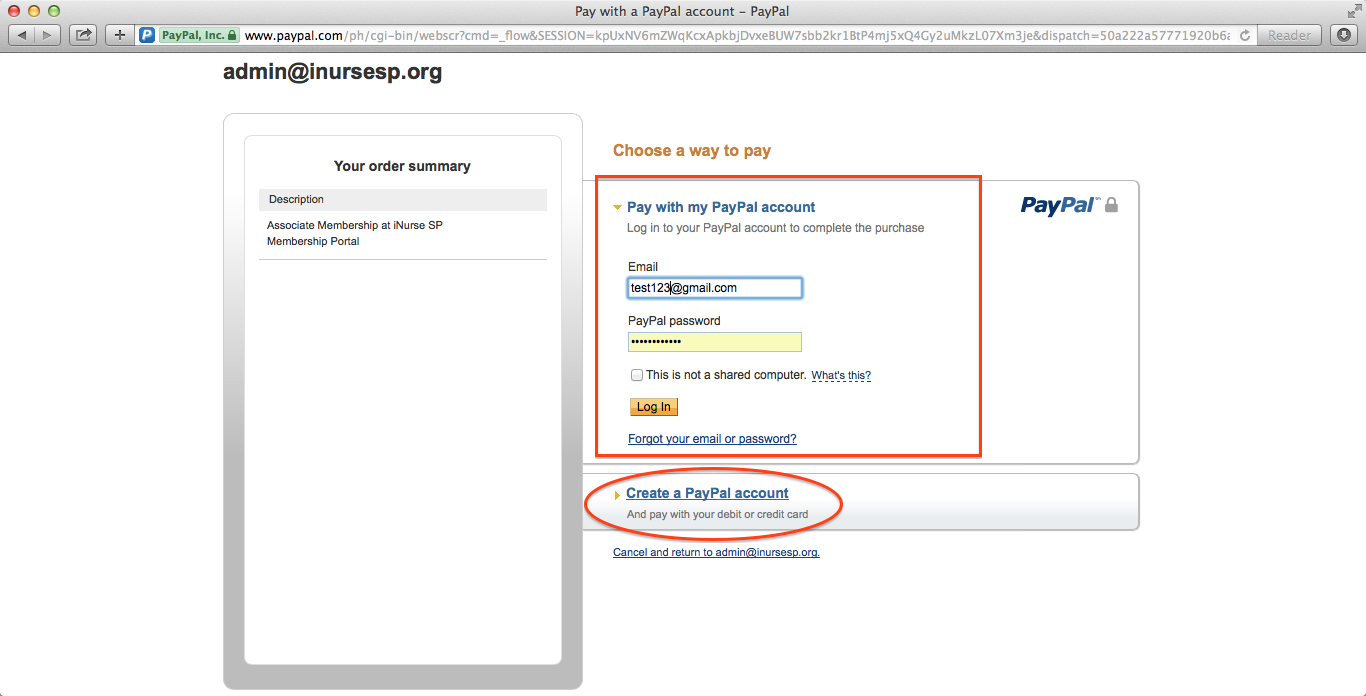 Pay with a PayPal account – PayPal
PayPal, Inc. www.paypal.com/ph/cgi-bin/webscr?cmd=_flow&SESSION=kpUxNV6mZWqKcxApkbjDvxeBUW7sbb2kr1BtP4mj5xQ4Gy2uMkzL07Xm3je&dispatch=50a222a57771920b6a Reader
admin@inursesp.org
Your order summary
Description
Associate Membership at iNurse SP
Membership Portal
Choose a way to pay
Pay with my PayPal account
PayPal
Log in to your PayPal account to complete the purchase
Email
test123@gmail.com
PayPal password
••••••••••••
This is not a shared computer. What's this?
Log In
Forgot your email or password?
Create a PayPal account
And pay with your debit or credit card
Cancel and return to admin@inursesp.org.